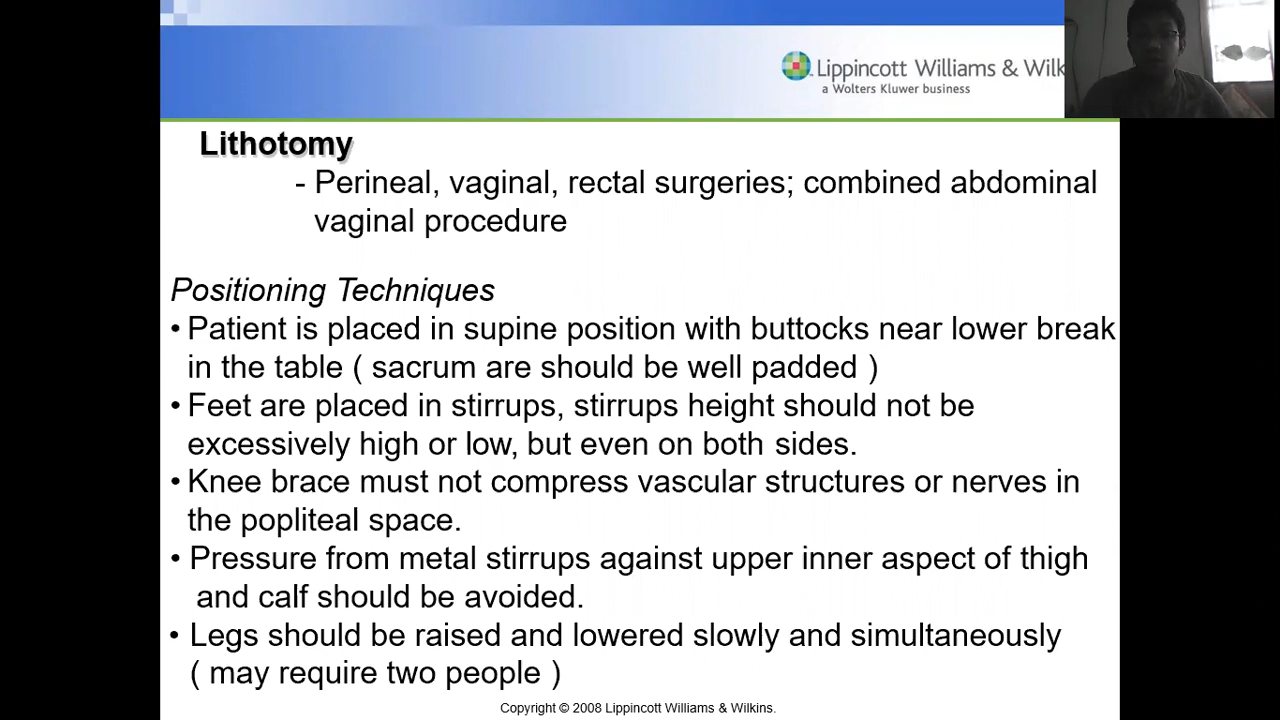 Lippincott Williams & Wilk
a Wolters Kluwer business
Lithotomy
- Perineal, vaginal, rectal surgeries; combined abdominal
vaginal procedure
Positioning Techniques
• Patient is placed in supine position with buttocks near lower break
in the table ( sacrum are should be well padded )
• Feet are placed in stirrups, stirrups height should not be
excessively high or low, but even on both sides.
• Knee brace must not compress vascular structures or nerves in
the popliteal space.
• Pressure from metal stirrups against upper inner aspect of thigh
and calf should be avoided.
• Legs should be raised and lowered slowly and simultaneously
( may require two people )
Copyright © 2008 Lippincott Williams & Wilkins.